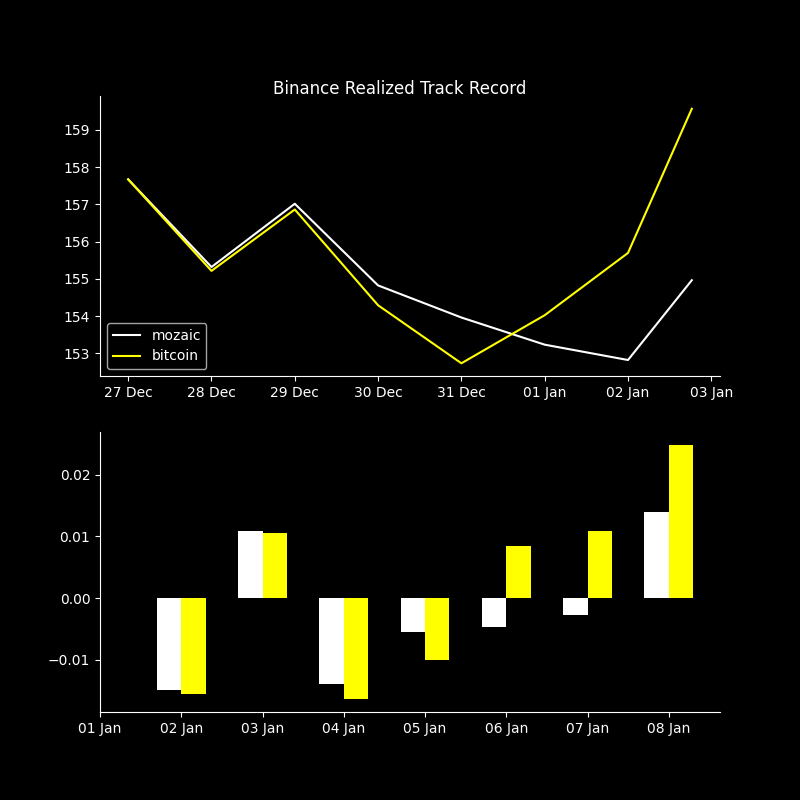 Binance Realized Track Record
159
158
157
156
155
154
153
mozaic
bitcoin
27 Dec 28 Dec 29 Dec 30 Dec 31 Dec 01 Jan 02 Jan 03 Jan
0.02
0.01
0.00
−0.01
01 Jan 02 Jan 03 Jan 04 Jan 05 Jan 06 Jan 07 Jan 08 Jan